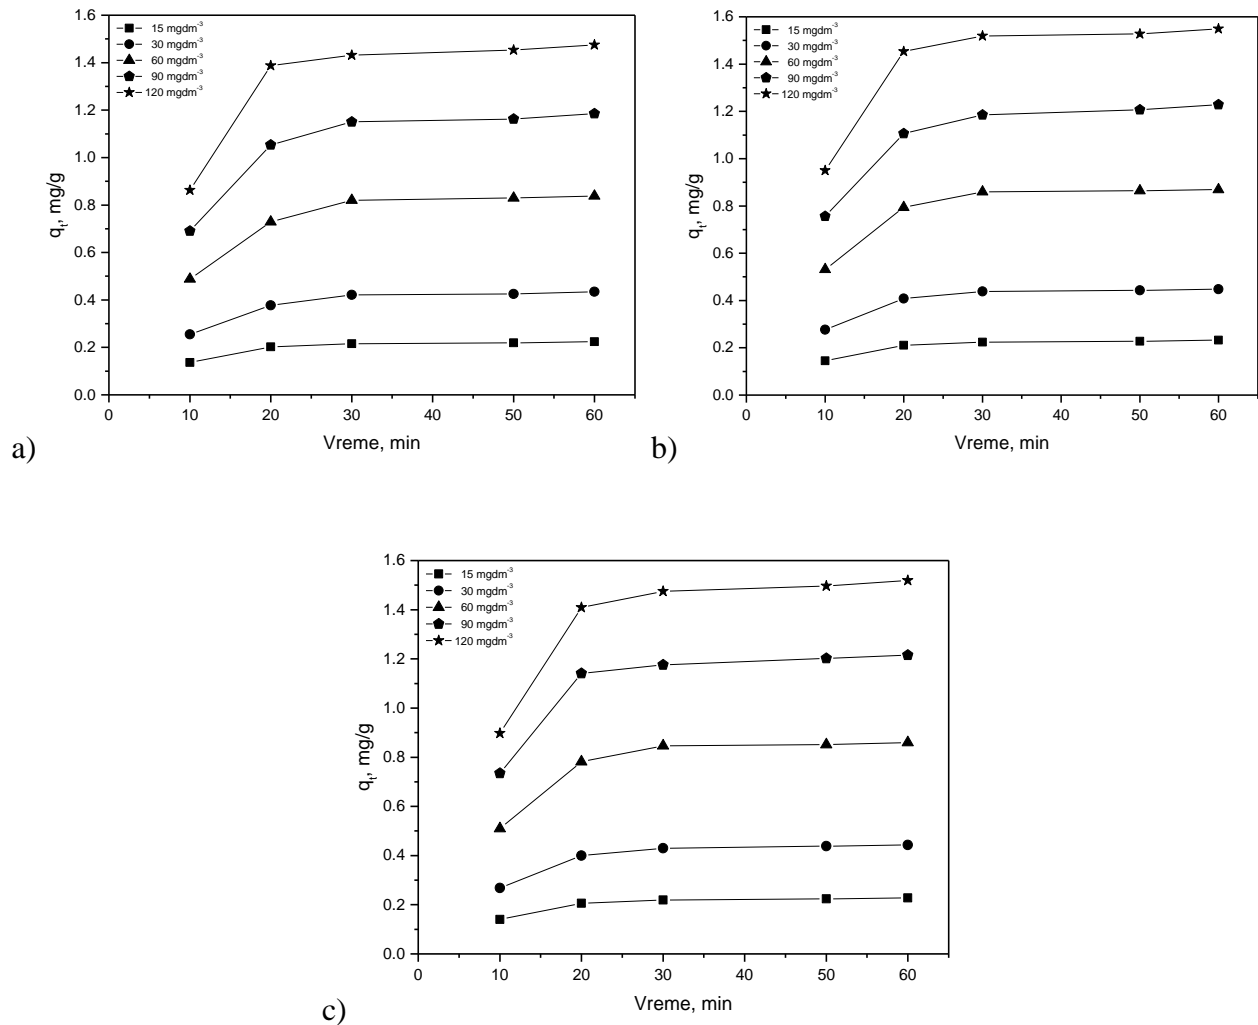 1.6
1.4
1.2
1.0
0.8
0.6
0.4
0.2
0.0
q_t, mg/g
15 mgdm⁻³
30 mgdm⁻³
60 mgdm⁻³
90 mgdm⁻³
120 mgdm⁻³
0 10 20 30 40 50 60
Vreme, min
a)
1.6
1.4
1.2
1.0
0.8
0.6
0.4
0.2
0.0
q_t, mg/g
15 mgdm⁻³
30 mgdm⁻³
60 mgdm⁻³
90 mgdm⁻³
120 mgdm⁻³
0 10 20 30 40 50 60
Vreme, min
b)
1.6
1.4
1.2
1.0
0.8
0.6
0.4
0.2
0.0
q_t, mg/g
15 mgdm⁻³
30 mgdm⁻³
60 mgdm⁻³
90 mgdm⁻³
120 mgdm⁻³
0 10 20 30 40 50 60
Vreme, min
c)